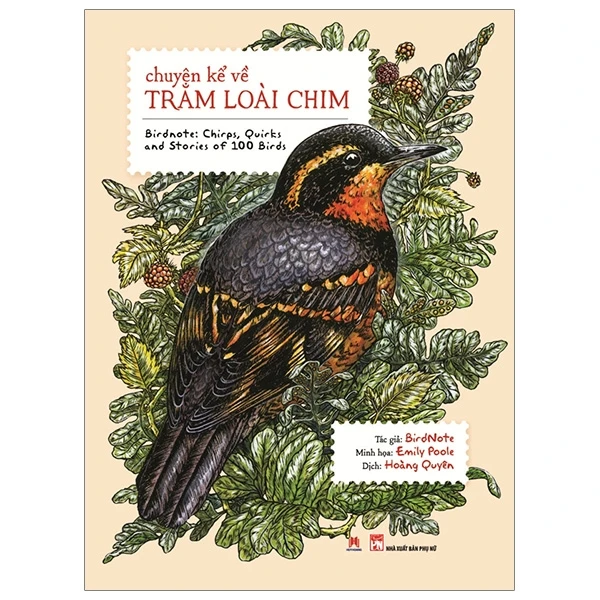 chuyện kể về
TRĂM LOÀI CHIM
Birdnote: Chirps, Quirks
and Stories of 100 Birds
Tác giả: BirdNote
Minh họa: Emily Poole
Dịch: Hoàng Quyên
NHÀ XUẤT BẢN PHỤ NỮ